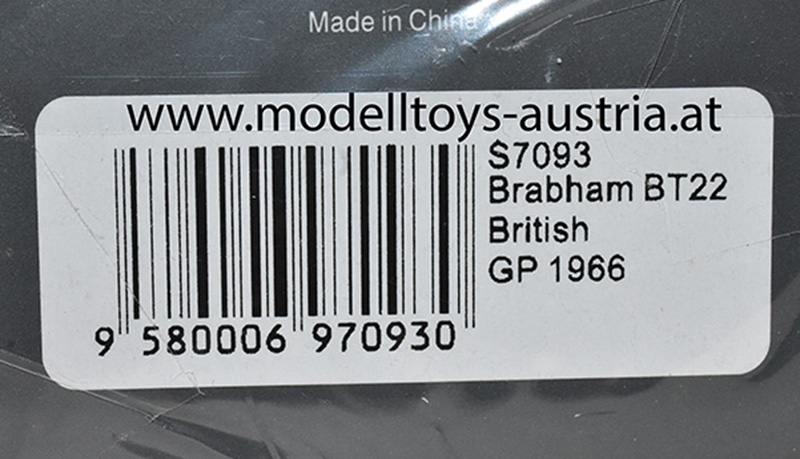 Made in China
www.modelltoys-austria.at
S7093
Brabham BT22
British
GP 1966
9 580006 970930